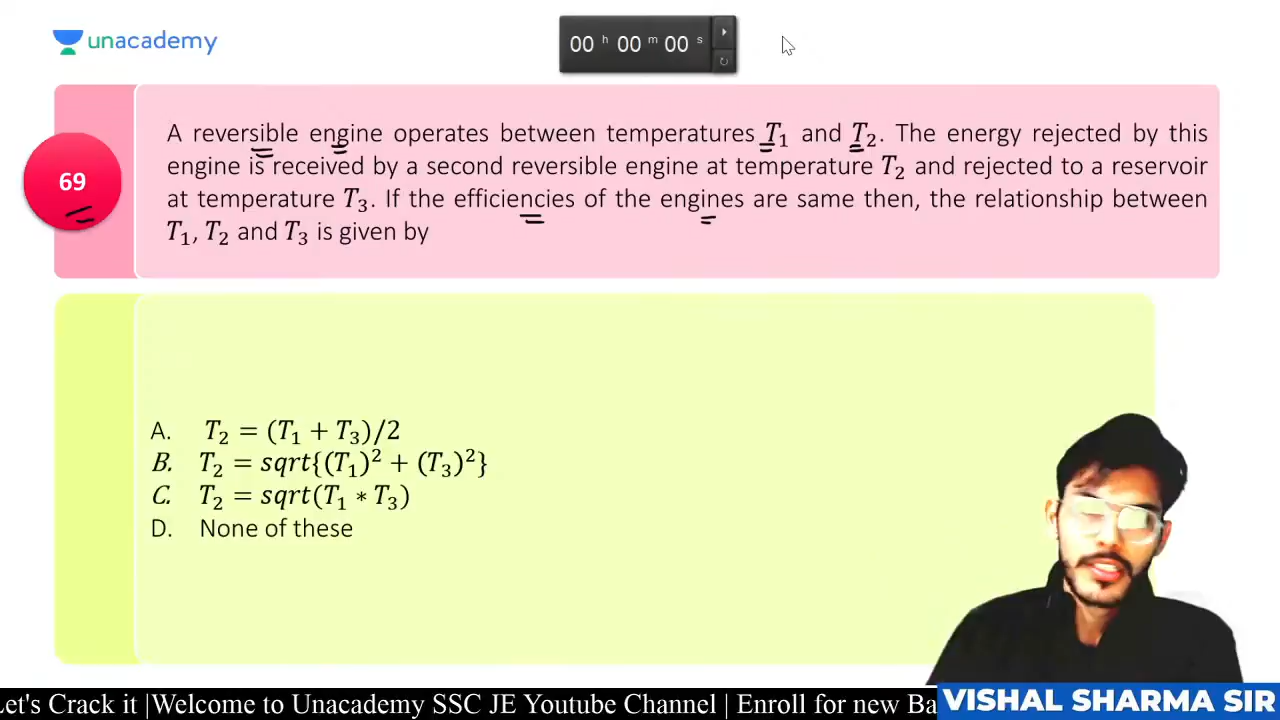 unacademy
00 h 00 m 00 s
A reversible engine operates between temperatures T₁ and T₂. The energy rejected by this
69
engine is received by a second reversible engine at temperature T₂ and rejected to a reservoir
at temperature T₃. If the efficiencies of the engines are same then, the relationship between
T₁, T₂ and T₃ is given by
A. T₂ = (T₁ + T₃)/2
B. T₂ = sqrt{(T₁)² + (T₃)²}
C. T₂ = sqrt(T₁ ∗ T₃)
D. None of these
Let's Crack it |Welcome to Unacademy SSC JE Youtube Channel | Enroll for new Ba
VISHAL SHARMA SIR